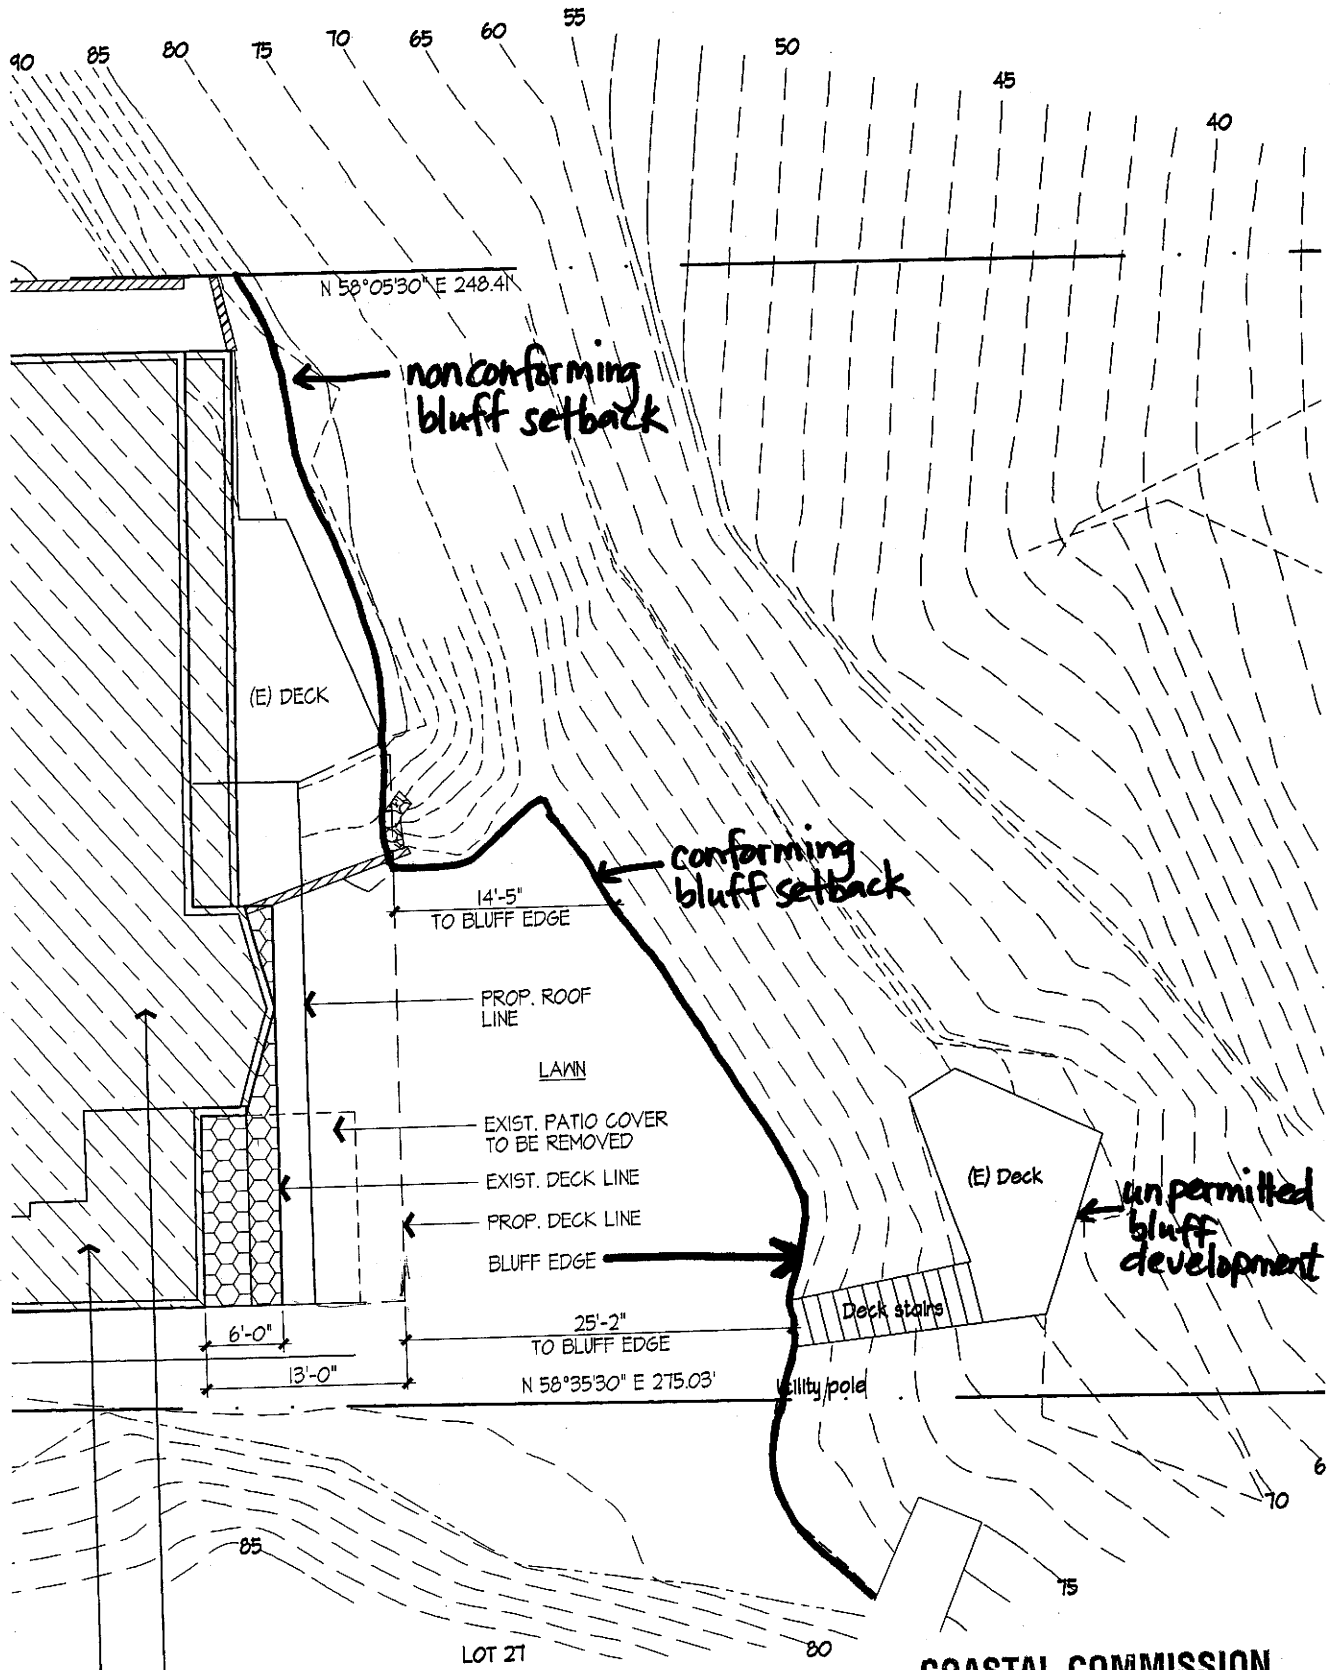 55
60
65
70
75
80
85
90
50
45
40
N 58°05'30" E 248.41'
nonconforming
bluff setback
(E) DECK
conforming
bluff setback
14'-5"
TO BLUFF EDGE
PROP. ROOF
LINE
LAWN
EXIST. PATIO COVER
TO BE REMOVED
EXIST. DECK LINE
PROP. DECK LINE
BLUFF EDGE
(E) Deck
unpermitted
bluff
development
Deck stairs
6'-0"
25'-2"
TO BLUFF EDGE
13'-0"
N 58°35'30" E 275.03'
utility/pole
6
70
85
75
80
LOT 27
COASTAL COMMISSION